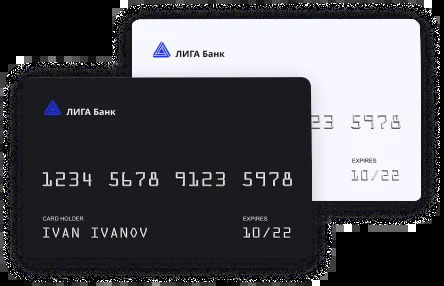 ЛИГА Банк
23 5978
EXPIRES
10/22
ЛИГА Банк
1234 5678 9123 5978
CARD HOLDER
EXPIRES
IVAN IVANOV
10/22